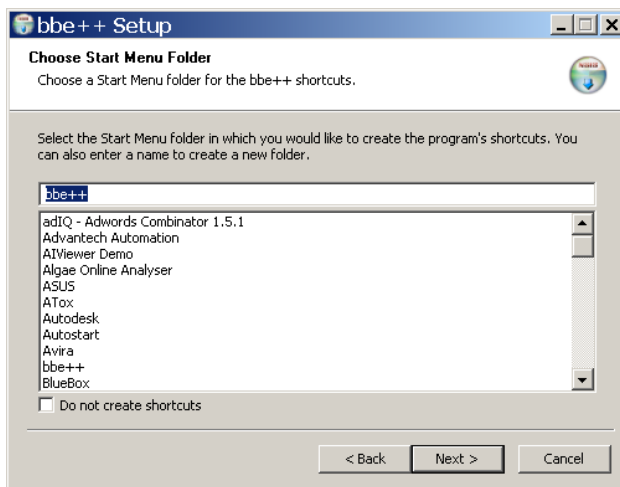 bbe++ Setup
Choose Start Menu Folder
Choose a Start Menu folder for the bbe++ shortcuts.
Select the Start Menu folder in which you would like to create the program's shortcuts. You
can also enter a name to create a new folder.
bbe++
adIQ - Adwords Combinator 1.5.1
Advantech Automation
AIViewer Demo
Algae Online Analyser
ASUS
ATox
Autodesk
Autostart
Avira
bbe++
BlueBox
Do not create shortcuts
< Back
Next >
Cancel